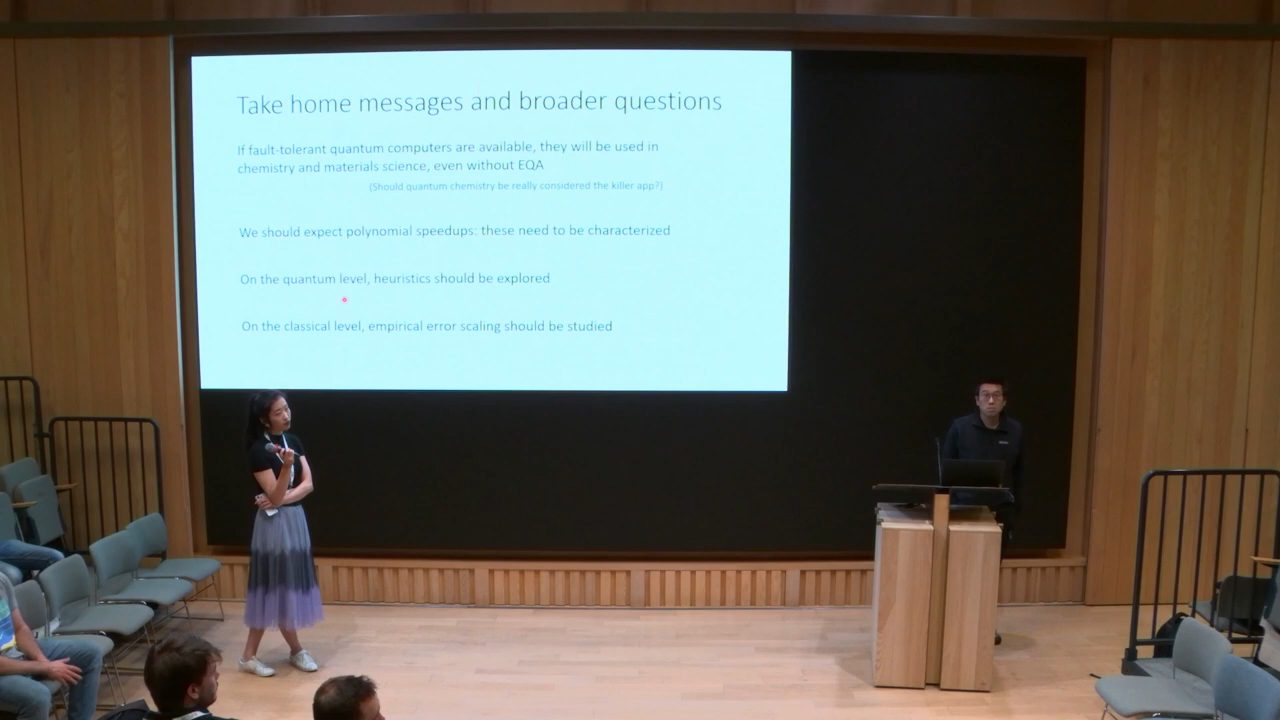 Take home messages and broader questions
If fault-tolerant quantum computers are available, they will be used in
chemistry and materials science, even without EQA
(Should quantum chemistry be really considered the killer app?)
We should expect polynomial speedups: these need to be characterized
On the quantum level, heuristics should be explored
On the classical level, empirical error scaling should be studied